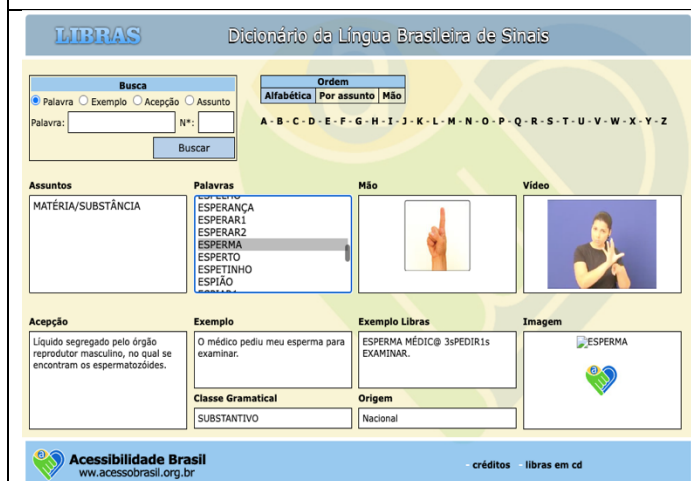 LIBRAS
Dicionário da Língua Brasileira de Sinais
Busca
Palavra Exemplo Acepção Assunto
Palavra: N*:
Buscar
Ordem
Alfabética Por assunto Mão
A - B - C - D - E - F - G - H - I - J - K - L - M - N - O - P - Q - R - S - T - U - V - W - X - Y - Z
Assuntos
MATÉRIA/SUBSTÂNCIA
Palavras
ESPERANÇA
ESPERAR1
ESPERAR2
ESPERMA
ESPERTO
ESPETINHO
ESPIÃO
Mão
Vídeo
Acepção
Líquido segregado pelo órgão
reprodutor masculino, no qual se
encontram os espermatozóides.
Exemplo
O médico pediu meu esperma para
examinar.
Exemplo Libras
ESPERMA MÉDIC@ 3sPEDIR1s
EXAMINAR.
Imagem
ESPERMA
Classe Gramatical
SUBSTANTIVO
Origem
Nacional
Acessibilidade Brasil
ww.acessobrasil.org.br
- créditos - libras em cd